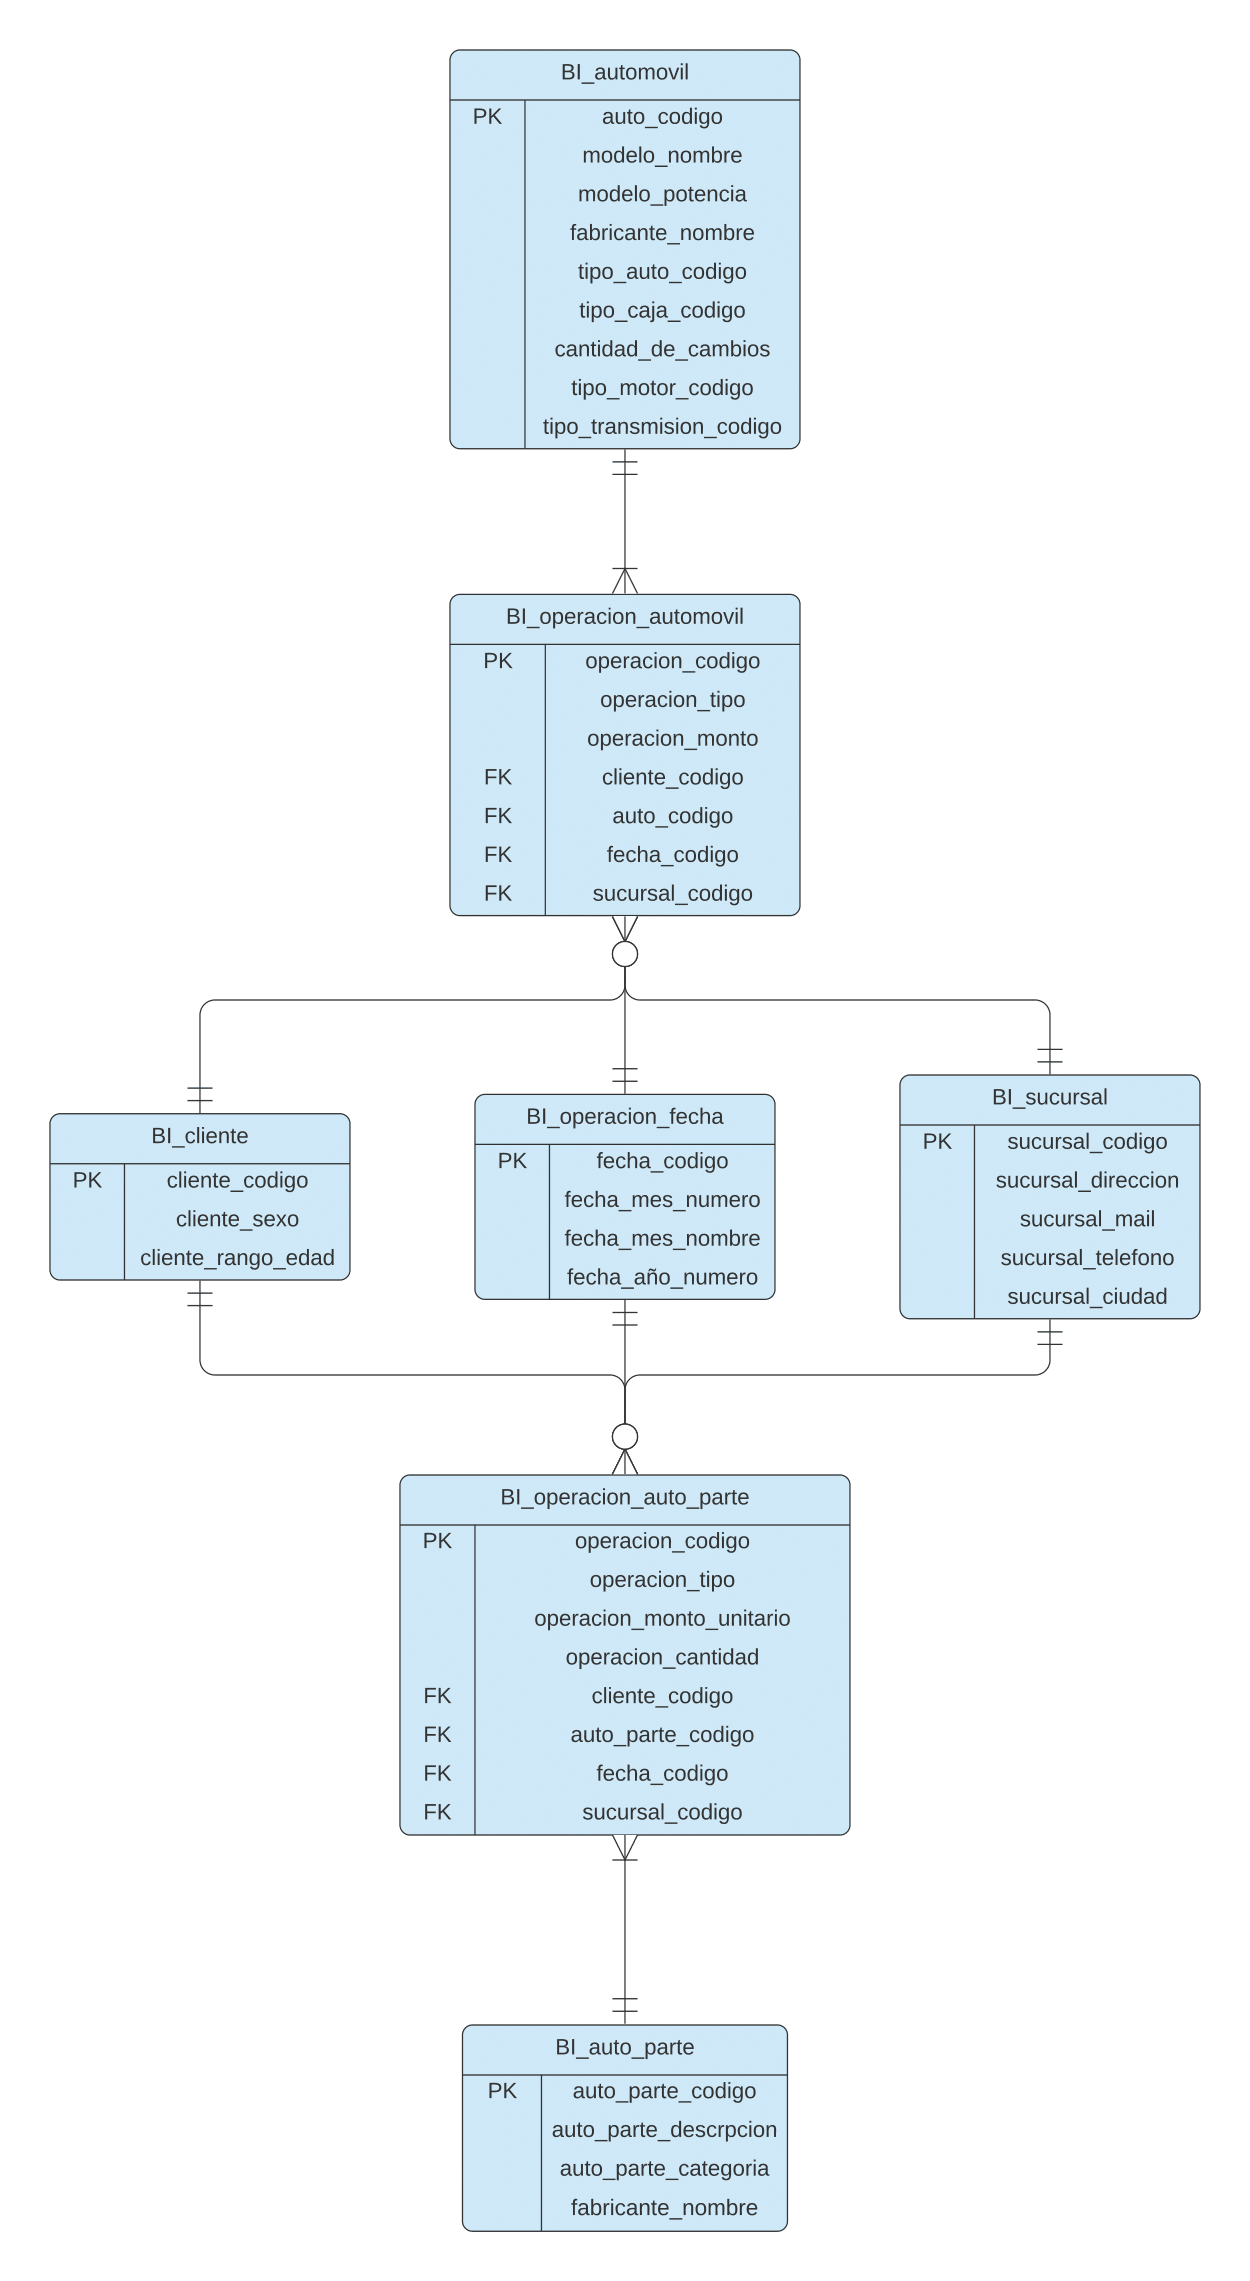 BI_automovil
PK auto_codigo
modelo_nombre
modelo_potencia
fabricante_nombre
tipo_auto_codigo
tipo_caja_codigo
cantidad_de_cambios
tipo_motor_codigo
tipo_transmision_codigo
BI_operacion_automovil
PK operacion_codigo
operacion_tipo
operacion_monto
FK cliente_codigo
FK auto_codigo
FK fecha_codigo
FK sucursal_codigo
BI_cliente
PK cliente_codigo
cliente_sexo
cliente_rango_edad
BI_operacion_fecha
PK fecha_codigo
fecha_mes_numero
fecha_mes_nombre
fecha_año_numero
BI_sucursal
PK sucursal_codigo
sucursal_direccion
sucursal_mail
sucursal_telefono
sucursal_ciudad
BI_operacion_auto_parte
PK operacion_codigo
operacion_tipo
operacion_monto_unitario
operacion_cantidad
FK cliente_codigo
FK auto_parte_codigo
FK fecha_codigo
FK sucursal_codigo
BI_auto_parte
PK auto_parte_codigo
auto_parte_descrpcion
auto_parte_categoria
fabricante_nombre